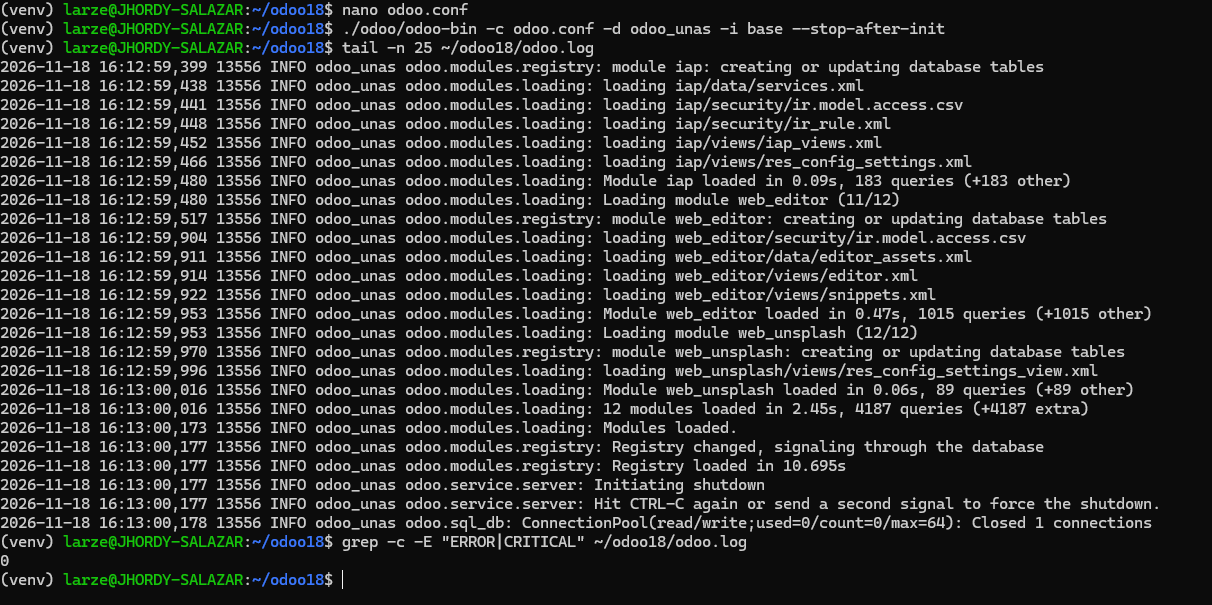 (venv) larze@JHORDY-SALAZAR:~/odoo18$ nano odoo.conf
(venv) larze@JHORDY-SALAZAR:~/odoo18$ ./odoo/odoo-bin -c odoo.conf -d odoo_unas -i base --stop-after-init
(venv) larze@JHORDY-SALAZAR:~/odoo18$ tail -n 25 ~/odoo18/odoo.log
2026-11-18 16:12:59,399 13556 INFO odoo_unas odoo.modules.registry: module iap: creating or updating database tables
2026-11-18 16:12:59,438 13556 INFO odoo_unas odoo.modules.loading: loading iap/data/services.xml
2026-11-18 16:12:59,441 13556 INFO odoo_unas odoo.modules.loading: loading iap/security/ir.model.access.csv
2026-11-18 16:12:59,448 13556 INFO odoo_unas odoo.modules.loading: loading iap/security/ir_rule.xml
2026-11-18 16:12:59,452 13556 INFO odoo_unas odoo.modules.loading: loading iap/views/iap_views.xml
2026-11-18 16:12:59,466 13556 INFO odoo_unas odoo.modules.loading: loading iap/views/res_config_settings.xml
2026-11-18 16:12:59,480 13556 INFO odoo_unas odoo.modules.loading: Module iap loaded in 0.09s, 183 queries (+183 other)
2026-11-18 16:12:59,480 13556 INFO odoo_unas odoo.modules.loading: Loading module web_editor (11/12)
2026-11-18 16:12:59,517 13556 INFO odoo_unas odoo.modules.registry: module web_editor: creating or updating database tables
2026-11-18 16:12:59,904 13556 INFO odoo_unas odoo.modules.loading: loading web_editor/security/ir.model.access.csv
2026-11-18 16:12:59,911 13556 INFO odoo_unas odoo.modules.loading: loading web_editor/data/editor_assets.xml
2026-11-18 16:12:59,914 13556 INFO odoo_unas odoo.modules.loading: loading web_editor/views/editor.xml
2026-11-18 16:12:59,922 13556 INFO odoo_unas odoo.modules.loading: loading web_editor/views/snippets.xml
2026-11-18 16:12:59,953 13556 INFO odoo_unas odoo.modules.loading: Module web_editor loaded in 0.47s, 1015 queries (+1015 other)
2026-11-18 16:12:59,953 13556 INFO odoo_unas odoo.modules.loading: Loading module web_unsplash (12/12)
2026-11-18 16:12:59,970 13556 INFO odoo_unas odoo.modules.registry: module web_unsplash: creating or updating database tables
2026-11-18 16:12:59,996 13556 INFO odoo_unas odoo.modules.loading: loading web_unsplash/views/res_config_settings_view.xml
2026-11-18 16:13:00,016 13556 INFO odoo_unas odoo.modules.loading: Module web_unsplash loaded in 0.06s, 89 queries (+89 other)
2026-11-18 16:13:00,016 13556 INFO odoo_unas odoo.modules.loading: 12 modules loaded in 2.45s, 4187 queries (+4187 extra)
2026-11-18 16:13:00,173 13556 INFO odoo_unas odoo.modules.loading: Modules loaded.
2026-11-18 16:13:00,177 13556 INFO odoo_unas odoo.modules.registry: Registry changed, signaling through the database
2026-11-18 16:13:00,177 13556 INFO odoo_unas odoo.modules.registry: Registry loaded in 10.695s
2026-11-18 16:13:00,177 13556 INFO odoo_unas odoo.service.server: Initiating shutdown
2026-11-18 16:13:00,177 13556 INFO odoo_unas odoo.service.server: Hit CTRL-C again or send a second signal to force the shutdown.
2026-11-18 16:13:00,178 13556 INFO odoo_unas odoo.sql_db: ConnectionPool(read/write;used=0/count=0/max=64): Closed 1 connections
(venv) larze@JHORDY-SALAZAR:~/odoo18$ grep -c -E "ERROR|CRITICAL" ~/odoo18/odoo.log
0
(venv) larze@JHORDY-SALAZAR:~/odoo18$